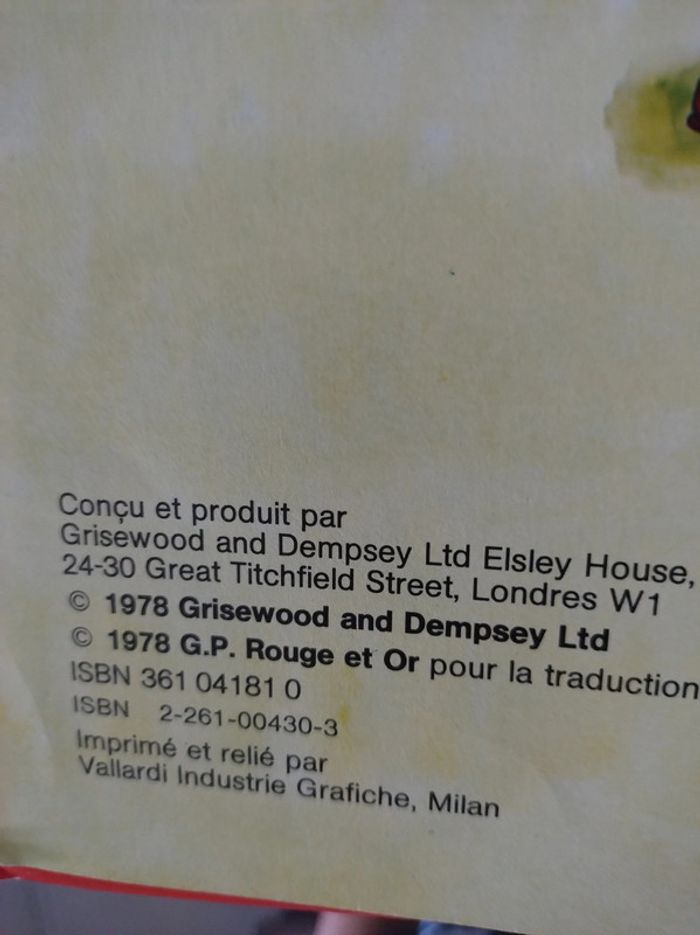 Conçu et produit par
Grisewood and Dempsey Ltd Elsley House,
24-30 Great Titchfield Street, Londres W1
© 1978 Grisewood and Dempsey Ltd
© 1978 G.P. Rouge et Or pour la traduction
ISBN 361 04181 0
ISBN 2-261-00430-3
Imprimé et relié par
Vallardi Industrie Grafiche, Milan